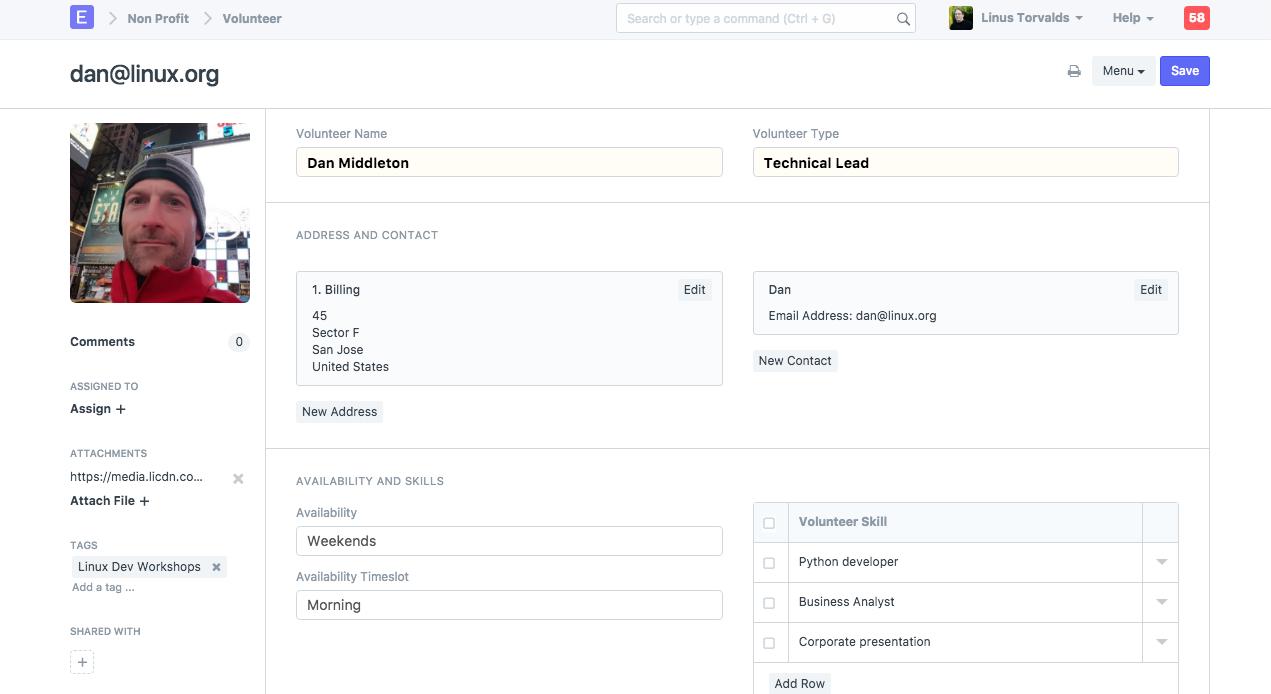 E
Non Profit
Volunteer
Search or type a command (Ctrl + G)
Linus Torvalds
Help
58
dan@linux.org
Menu
Save
Comments
0
ASSIGNED TO
Assign +
ATTACHMENTS
https://media.licdn.co...
Attach File +
TAGS
Linux Dev Workshops
Add a tag ...
SHARED WITH
+
Volunteer Name
Dan Middleton
Volunteer Type
Technical Lead
ADDRESS AND CONTACT
1. Billing
Edit
45
Sector F
San Jose
United States
New Address
Dan
Edit
Email Address: dan@linux.org
New Contact
AVAILABILITY AND SKILLS
Availability
Weekends
Availability Timeslot
Morning
Volunteer Skill
Python developer
Business Analyst
Corporate presentation
Add Row